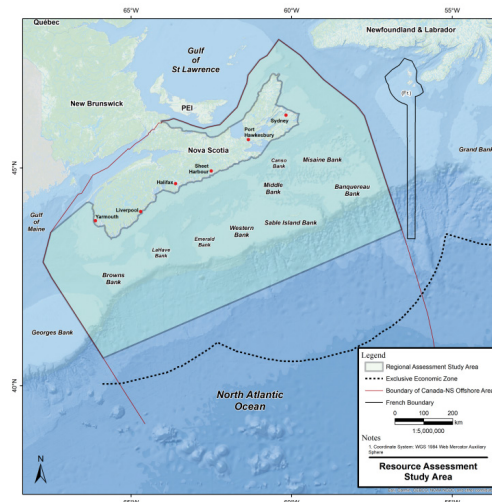 65°W
60°W
55°W
Québec
Newfoundland & Labrador
Gulf
of
St Lawrence
New Brunswick
PEI
Sydney
Port
Hawkesbury
Nova Scotia
Grand Bank
45°N
Canso
Bank
Misaine Bank
Sheet
Harbour
Halifax
Middle
Bank
Banquereau
Bank
Gulf
of
Maine
Liverpool
Yarmouth
Sable Island Bank
Western
Bank
Emerald
Bank
LaHave
Bank
Browns
Bank
Georges Bank
40°N
North Atlantic
Ocean
N
Legend
Regional Assessment Study Area
Exclusive Economic Zone
Boundary of Canada-NS Offshore Area
French Boundary
0 100 200
km
1:5,000,000
Notes
1. Coordinate System: WGS 1984 Web Mercator Auxiliary
Sphere
Resource Assessment
Study Area
65°W
60°W